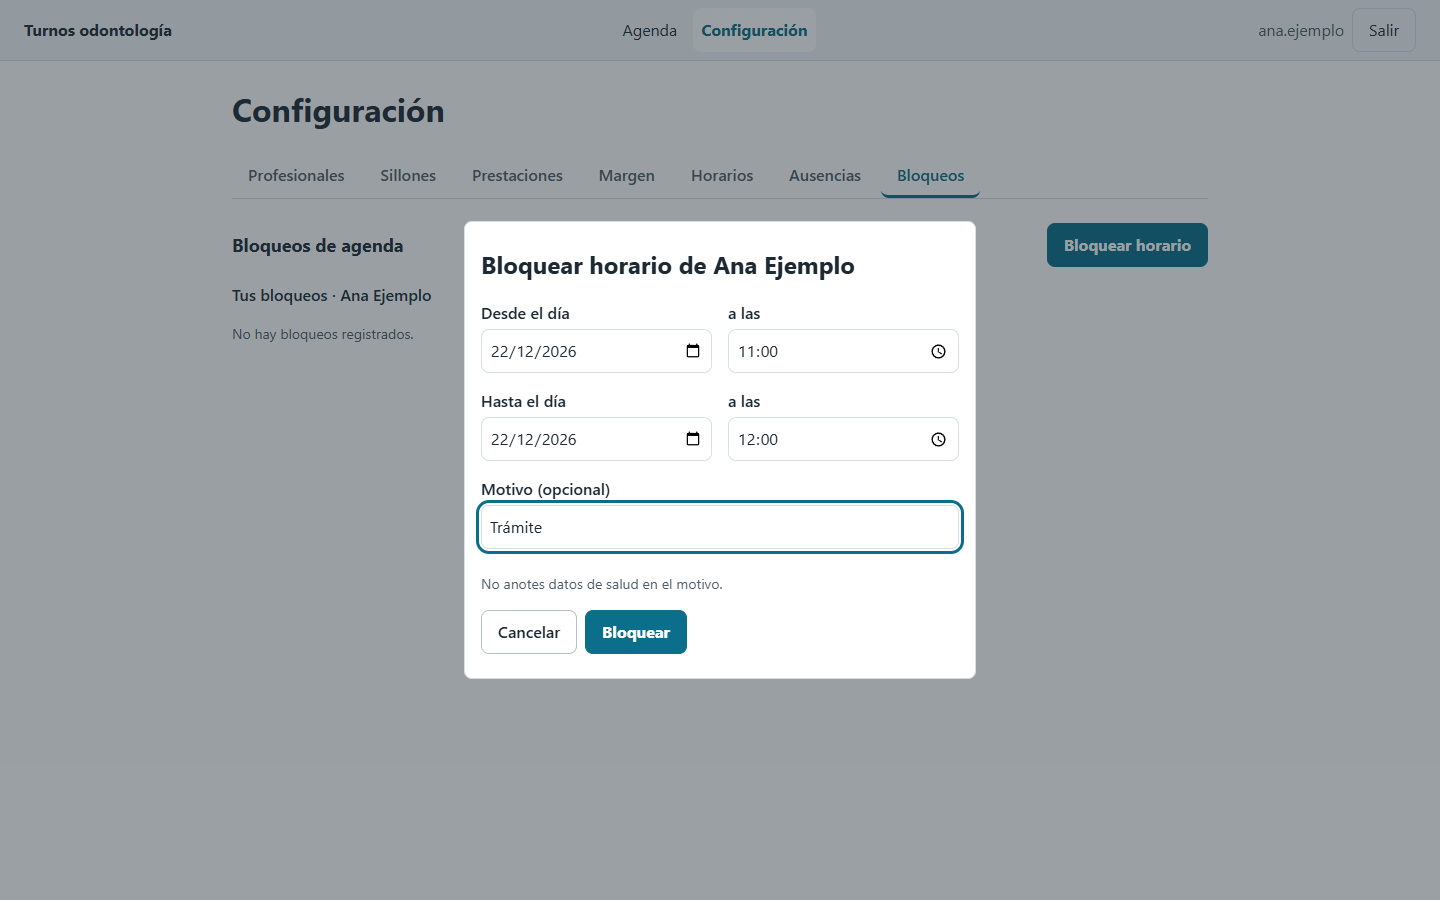 Turnos odontología
Agenda
Configuración
ana.ejemplo
Salir
Configuración
Profesionales
Sillones
Prestaciones
Margen
Horarios
Ausencias
Bloqueos
Bloqueos de agenda
Bloquear horario
Tus bloqueos · Ana Ejemplo
No hay bloqueos registrados.
Bloquear horario de Ana Ejemplo
Desde el día
a las
22/12/2026
11:00
Hasta el día
a las
22/12/2026
12:00
Motivo (opcional)
Trámite
No anotes datos de salud en el motivo.
Cancelar
Bloquear